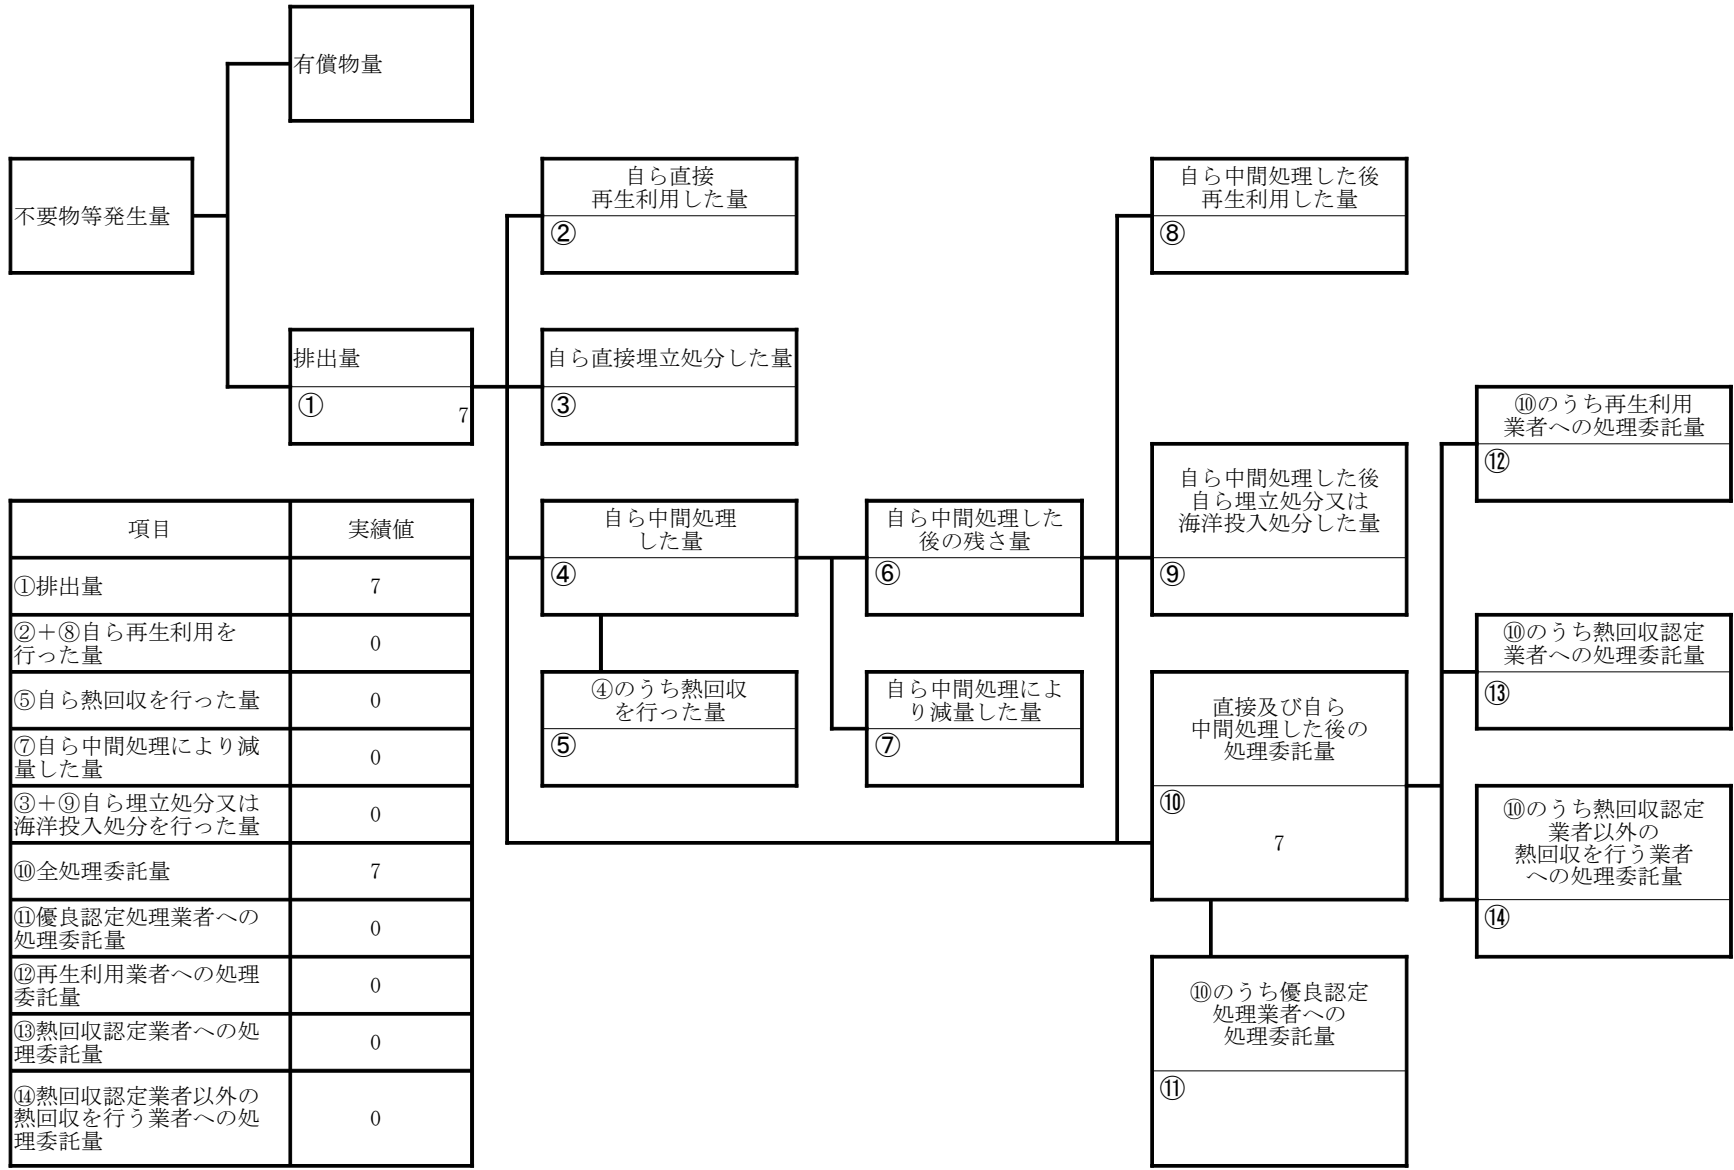 有償物量
不要物等発生量
自ら直接
再生利用した量
②
自ら中間処理した後
再生利用した量
⑧
排出量
①
7
自ら直接埋立処分した量
③
⑩のうち再生利用
業者への処理委託量
⑫
自ら中間処理
した量
④
自ら中間処理した
後の残さ量
⑥
自ら中間処理した後
自ら埋立処分又は
海洋投入処分した量
⑨
④のうち熱回収
を行った量
⑤
自ら中間処理によ
り減量した量
⑦
直接及び自ら
中間処理した後の
処理委託量
⑩
7
⑩のうち熱回収認定
業者への処理委託量
⑬
⑩のうち熱回収認定
業者以外の
熱回収を行う業者
への処理委託量
⑭
⑩のうち優良認定
処理業者への
処理委託量
⑪
項目 実績値
①排出量 7
②＋⑧自ら再生利用を
行った量 0
⑤自ら熱回収を行った量 0
⑦自ら中間処理により減
量した量 0
③＋⑨自ら埋立処分又は
海洋投入処分を行った量 0
⑩全処理委託量 7
⑪優良認定処理業者への
処理委託量 0
⑫再生利用業者への処理
委託量 0
⑬熱回収認定業者への処
理委託量 0
⑭熱回収認定業者以外の
熱回収を行う業者への処
理委託量 0